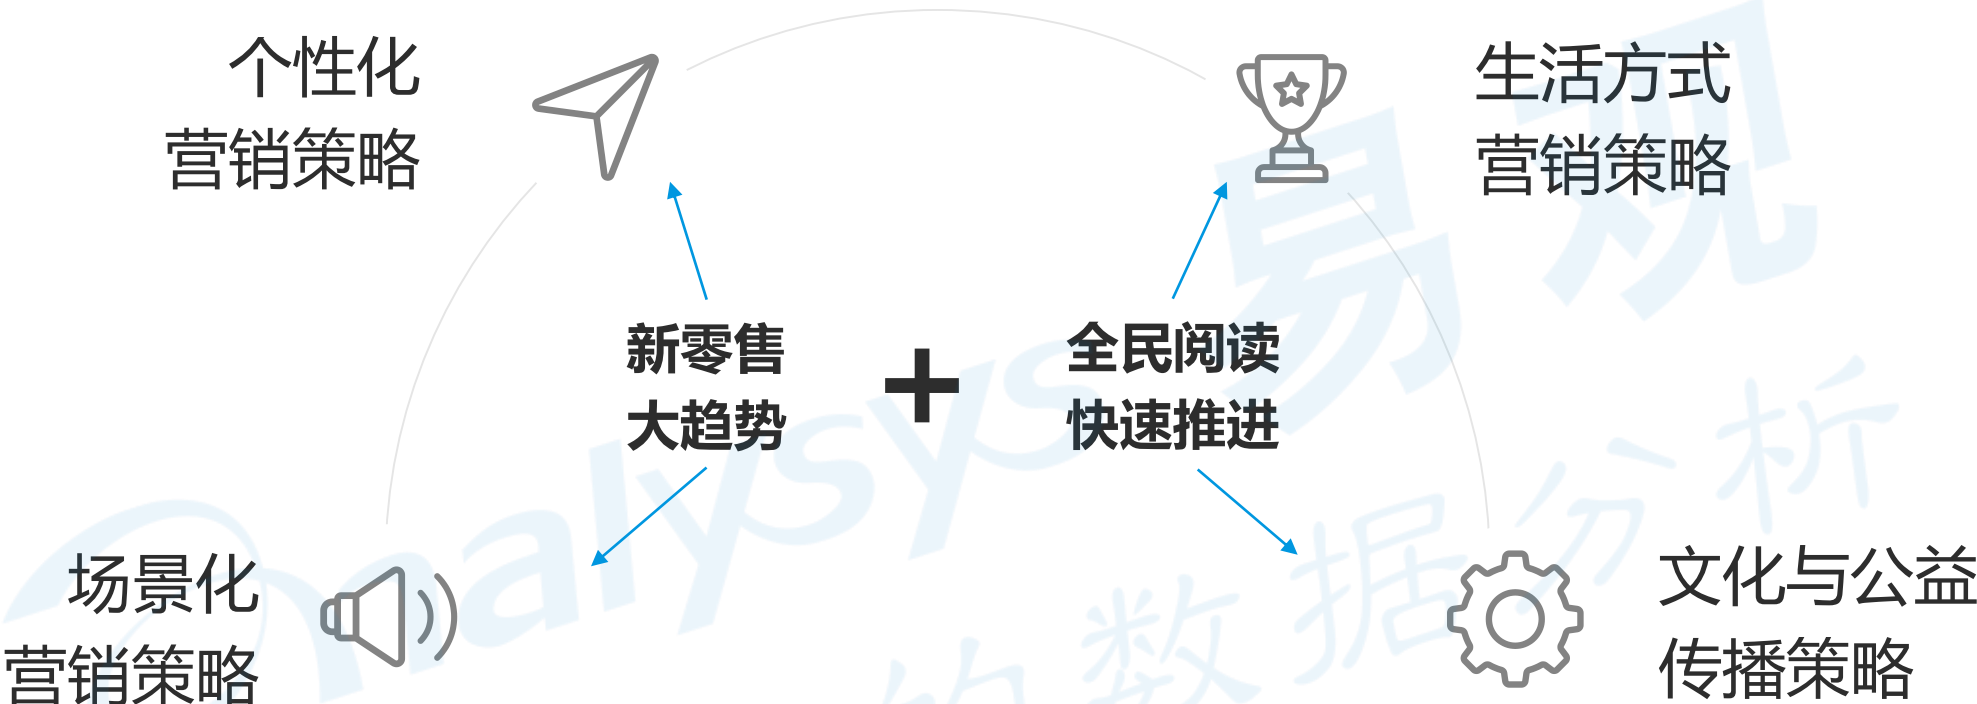 个性化
营销策略
生活方式
营销策略
新零售
大趋势
+
全民阅读
快速推进
场景化
营销策略
文化与公益
传播策略
易观
analysys
的数据分析